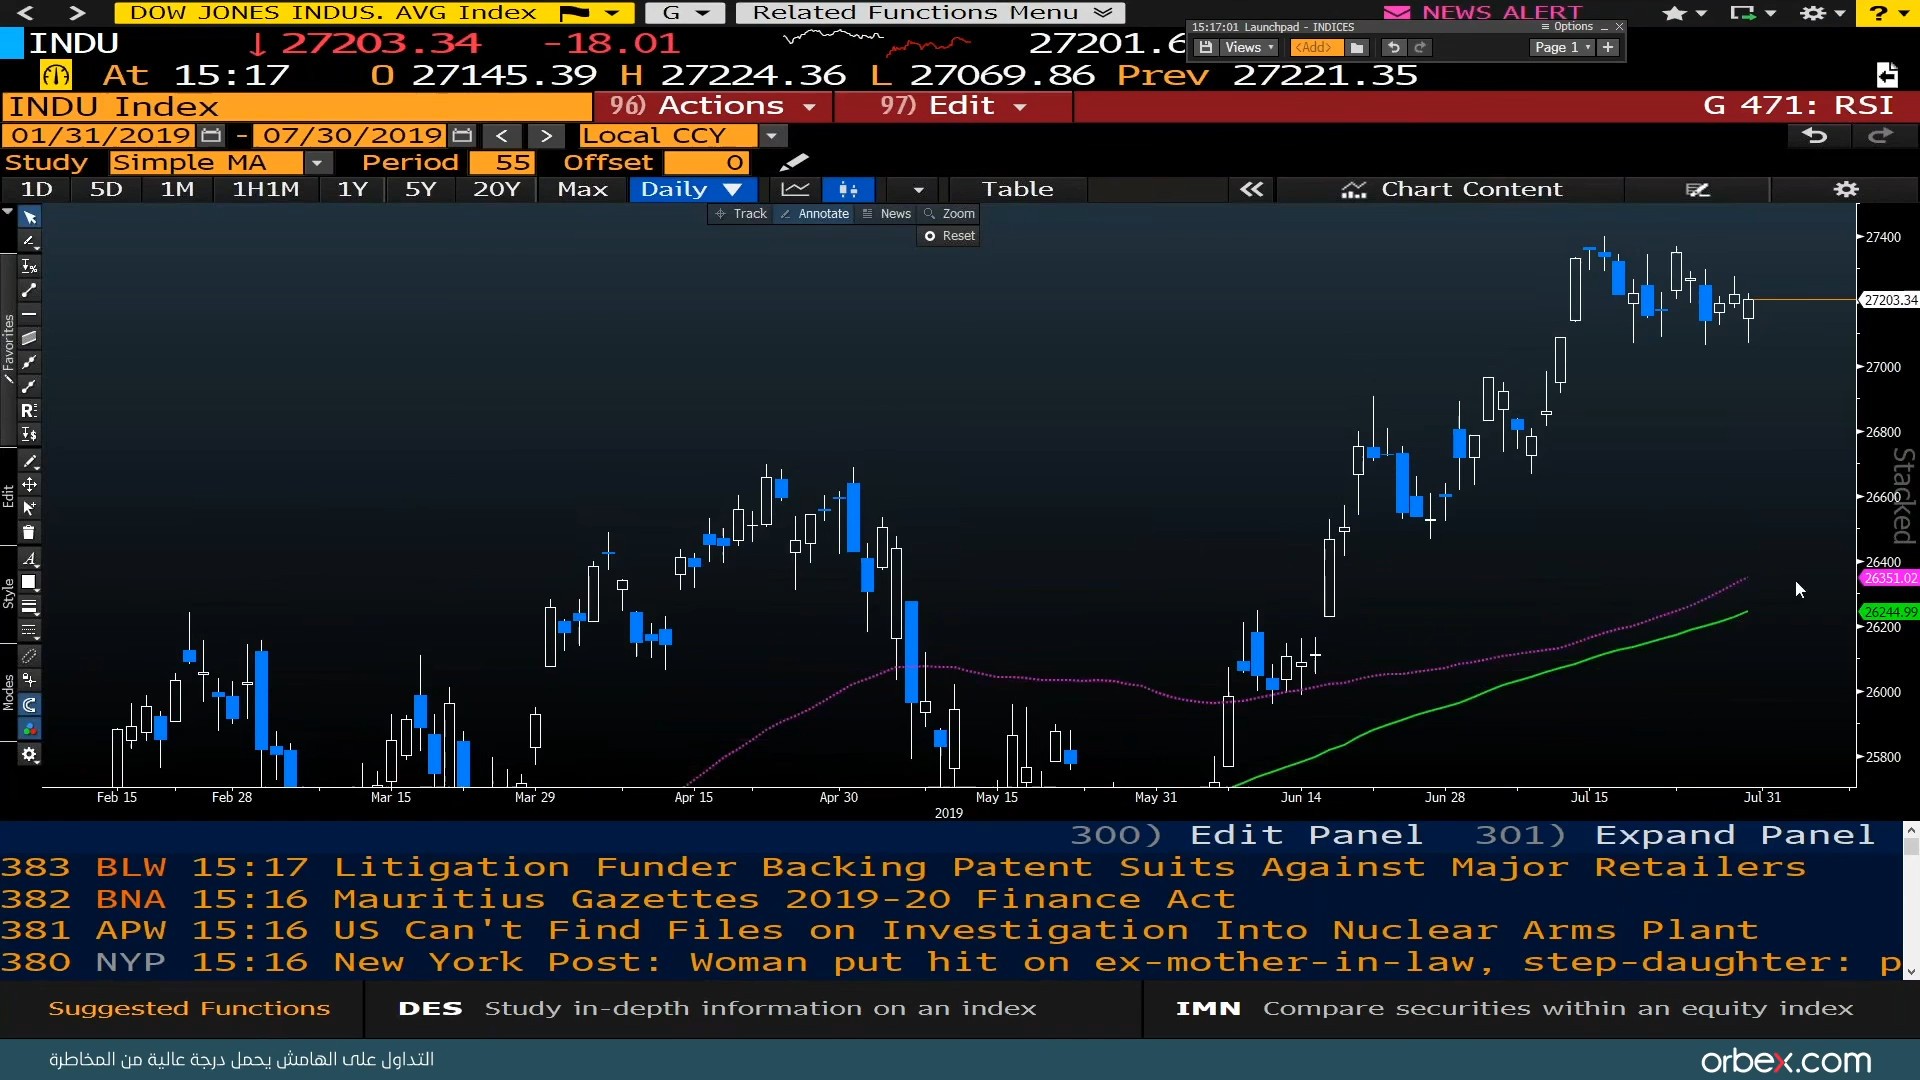 DOW JONES INDUS. AVG Index
G
Related Functions Menu
NEWS ALERT
?
15:17:01 Launchpad - INDICES
Options
Views
<Add>
Page 1
INDU
27203.34
-18.01
27201.6
At 15:17
O 27145.39 H 27224.36 L 27069.86 Prev 27221.35
INDU Index
96) Actions
97) Edit
G 471: RSI
01/31/2019 - 07/30/2019
Local CCY
Study Simple MA Period 55 Offset 0
1D 5D 1M 1H1M 1Y 5Y 20Y Max Daily
Table
Chart Content
Track Annotate News Zoom
Reset
Favorites
Edit
Style
Modes
27400
27203.34
27000
26800
26600
26400
26351.02
26244.99
26200
26000
25800
Stacked
Feb 15 Feb 28 Mar 15 Mar 29 Apr 15 Apr 30 May 15 May 31 Jun 14 Jun 28 Jul 15 Jul 31
2019
300) Edit Panel 301) Expand Panel
383 BLW 15:17 Litigation Funder Backing Patent Suits Against Major Retailers
382 BNA 15:16 Mauritius Gazettes 2019-20 Finance Act
381 APW 15:16 US Can't Find Files on Investigation Into Nuclear Arms Plant
380 NYP 15:16 New York Post: Woman put hit on ex-mother-in-law, step-daughter: p
Suggested Functions
DES Study in-depth information on an index
IMN Compare securities within an equity index
التداول على الهامش يحمل درجة عالية من المخاطرة
orbex.com